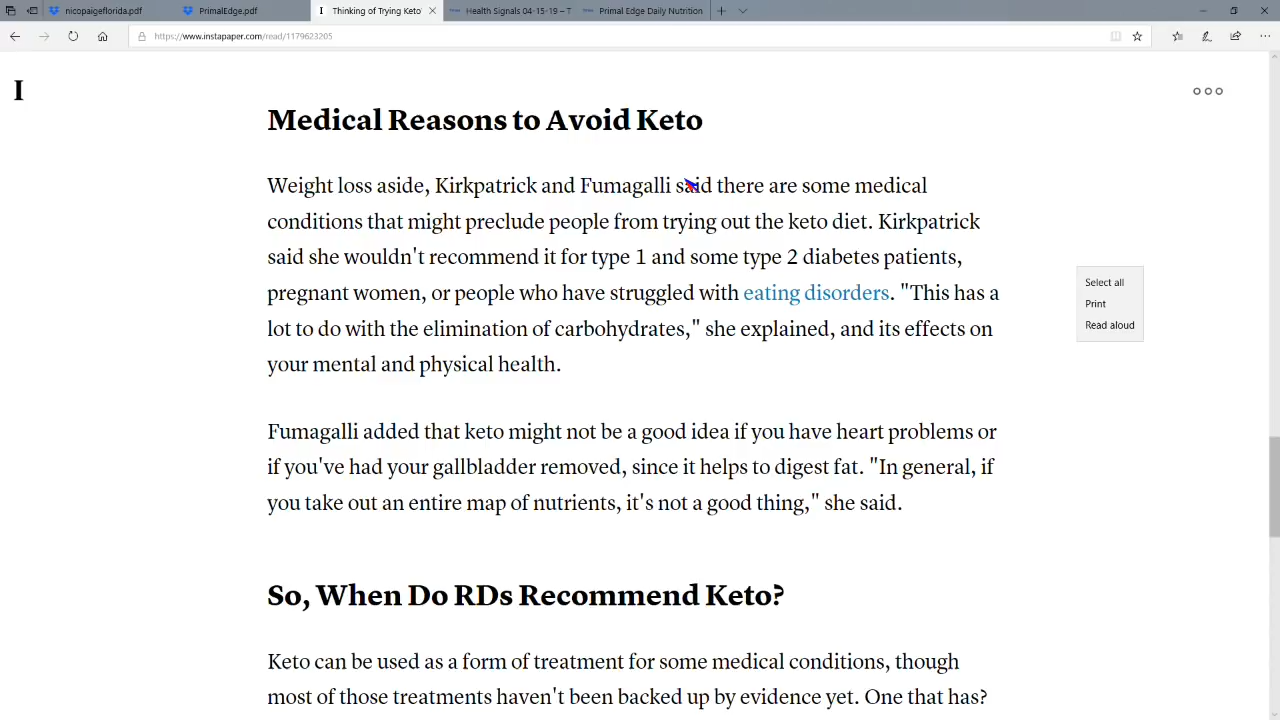 nicopaigeflorida.pdf
PrimalEdge.pdf
I Thinking of Trying Keto
Health Signals 04-15-19 – T
Primal Edge Daily Nutrition
https://www.instapaper.com/read/1179623205
I
Medical Reasons to Avoid Keto
Weight loss aside, Kirkpatrick and Fumagalli said there are some medical
conditions that might preclude people from trying out the keto diet. Kirkpatrick
said she wouldn't recommend it for type 1 and some type 2 diabetes patients,
pregnant women, or people who have struggled with eating disorders. "This has a
lot to do with the elimination of carbohydrates," she explained, and its effects on
your mental and physical health.
Select all
Print
Read aloud
Fumagalli added that keto might not be a good idea if you have heart problems or
if you've had your gallbladder removed, since it helps to digest fat. "In general, if
you take out an entire map of nutrients, it's not a good thing," she said.
So, When Do RDs Recommend Keto?
Keto can be used as a form of treatment for some medical conditions, though
most of those treatments haven't been backed up by evidence yet. One that has?